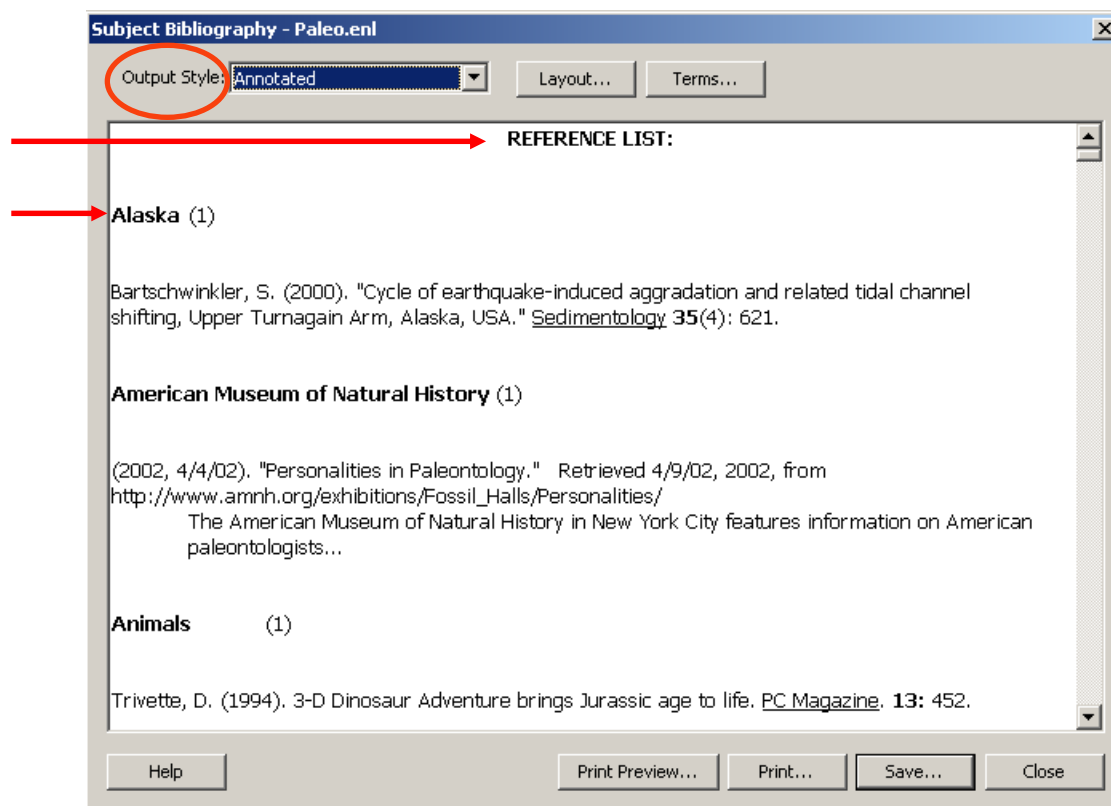 Subject Bibliography - Paleo.enl
Output Style: Annotated Layout... Terms...
REFERENCE LIST:
Alaska (1)
Bartschwinkler, S. (2000). "Cycle of earthquake-induced aggradation and related tidal channel
shifting, Upper Turnagain Arm, Alaska, USA." Sedimentology 35(4): 621.
American Museum of Natural History (1)
(2002, 4/4/02). "Personalities in Paleontology." Retrieved 4/9/02, 2002, from
http://www.amnh.org/exhibitions/Fossil_Halls/Personalities/
The American Museum of Natural History in New York City features information on American
paleontologists...
Animals (1)
Trivette, D. (1994). 3-D Dinosaur Adventure brings Jurassic age to life. PC Magazine. 13: 452.
Help Print Preview... Print... Save... Close